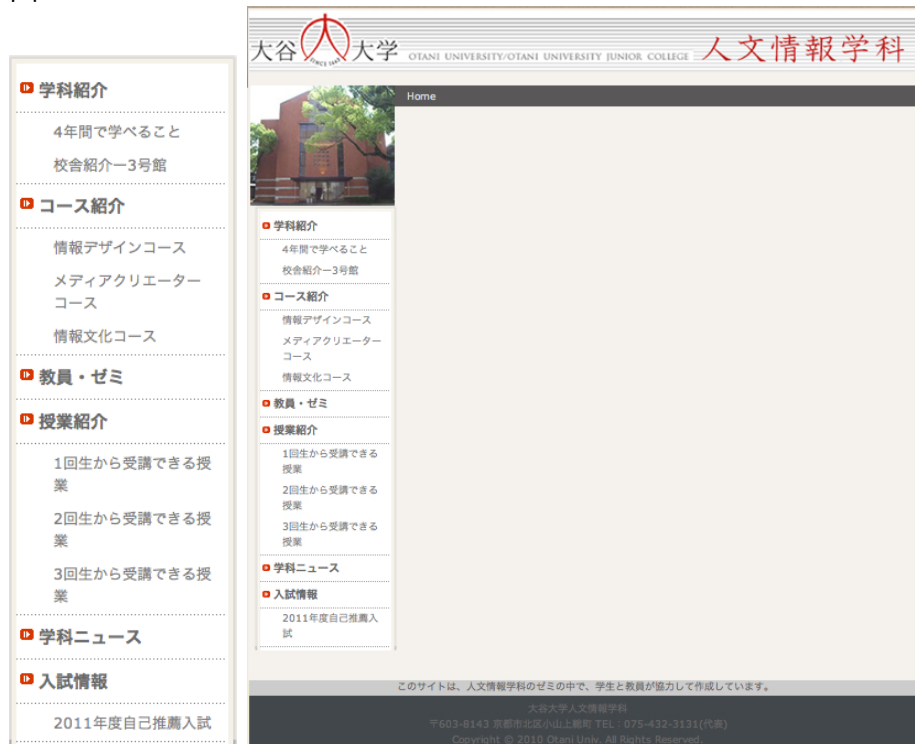 学科紹介
4年間で学べること
校舎紹介ー3号館
コース紹介
情報デザインコース
メディアクリエーター
コース
情報文化コース
教員・ゼミ
授業紹介
1回生から受講できる授
業
2回生から受講できる授
業
3回生から受講できる授
業
学科ニュース
入試情報
2011年度自己推薦入試
大谷大学 OTANI UNIVERSITY/OTANI UNIVERSITY JUNIOR COLLEGE 人文情報学科
SINCE 1665
Home
学科紹介
4年間で学べること
校舎紹介ー3号館
コース紹介
情報デザインコース
メディアクリエーター
コース
情報文化コース
教員・ゼミ
授業紹介
1回生から受講できる
授業
2回生から受講できる
授業
3回生から受講できる
授業
学科ニュース
入試情報
2011年度自己推薦入
試
このサイトは、人文情報学科のゼミの中で、学生と教員が協力して作成しています。
大谷大学人文情報学科
〒603-8143 京都市北区小山上総町 TEL：075-432-3131(代表)
Copyright © 2010 Otani Univ. All Rights Reserved.